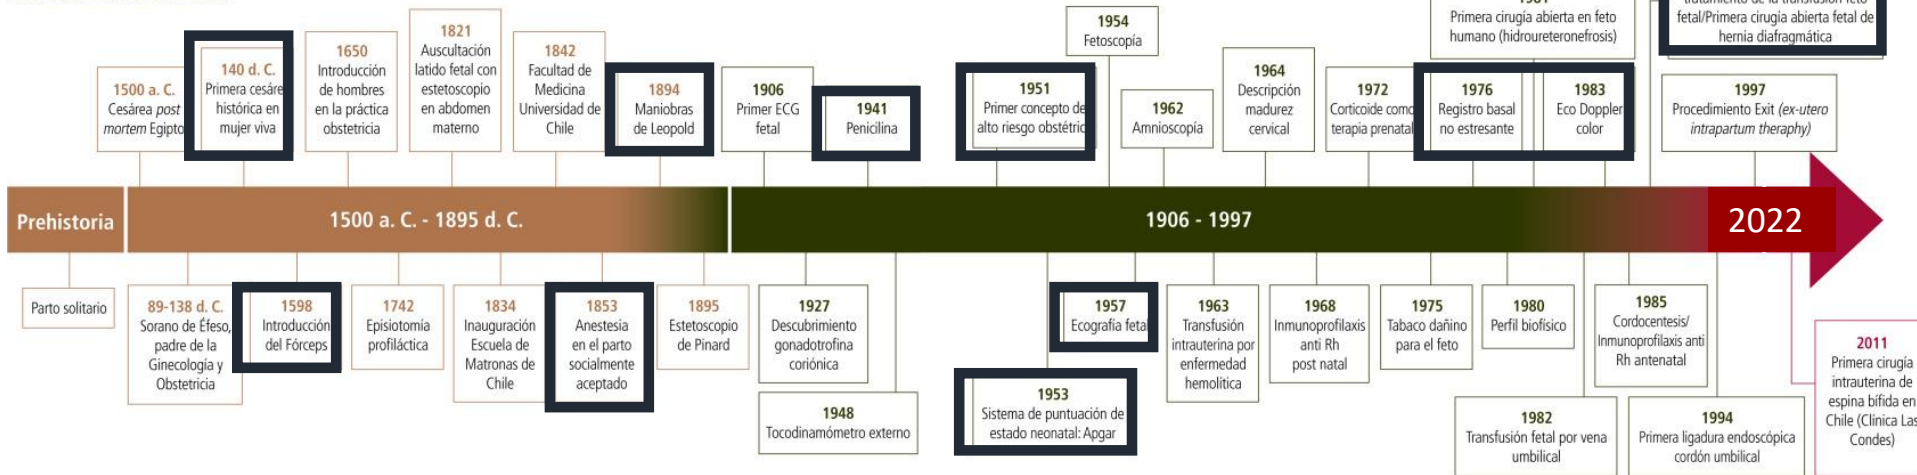 1500 a. C.
Cesárea post
mortem Egipto
140 d. C.
Primera cesáre
histórica en
mujer viva
1650
Introducción
de hombres
en la práctica
obstetricia
1821
Auscultación
latido fetal con
estetoscopio
en abdomen
materno
1842
Facultad de
Medicina
Universidad de
Chile
1894
Maniobras
de Leopold
1906
Primer ECG
fetal
1941
Penicilina
1951
Primer concepto de
alto riesgo obstétric
1954
Fetoscopía
1962
Amnioscopía
1964
Descripción
madurez
cervical
1972
Corticoide como
terapia prenatal
Primera cirugía abierta en feto
humano (hidroureteronefrosis)
1976
Registro basal
no estresante
1983
Eco Doppler
color
fetal/Primera cirugía abierta fetal de
hernia diafragmática
1997
Procedimiento Exit (ex-utero
intrapartum theraphy)
Prehistoria
1500 a. C. - 1895 d. C.
1906 - 1997
2022
Parto solitario
89-138 d. C.
Sorano de Éfeso,
padre de la
Ginecología y
Obstetricia
1598
Introducción
del Fórceps
1742
Episiotomía
profiláctica
1834
Inauguración
Escuela de
Matronas de
Chile
1853
Anestesia
en el parto
socialmente
aceptado
1895
Estetoscopio
de Pinard
1927
Descubrimiento
gonadotrofina
coriónica
1948
Tocodinamómetro externo
1953
Sistema de puntuación de
estado neonatal: Apgar
1957
Ecografía fetal
1963
Transfusión
intrauterina por
enfermedad
hemolítica
1968
Inmunoprofilaxis
anti Rh
post natal
1975
Tabaco dañino
para el feto
1980
Perfil biofísico
1982
Transfusión fetal por vena
umbilical
1985
Cordocentesis/
Inmunoprofilaxis anti
Rh antenatal
1994
Primera ligadura endoscópica
cordón umbilical
2011
Primera cirugía
intrauterina de
espina bífida en
Chile (Clínica Las
Condes)